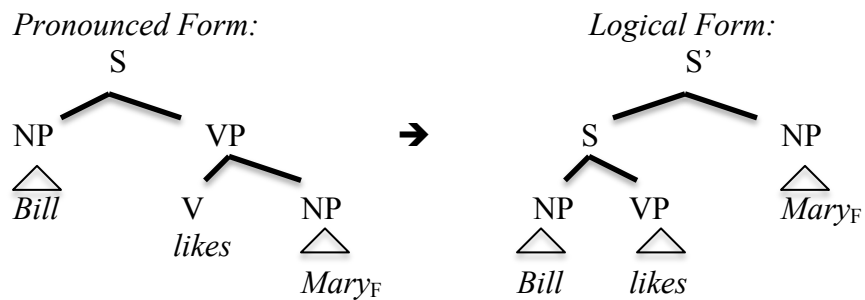 Pronounced Form: Logical Form:
S S’
NP VP ➔ S NP
Bill V NP NP VP Mary_F
likes Bill likes
Mary_F